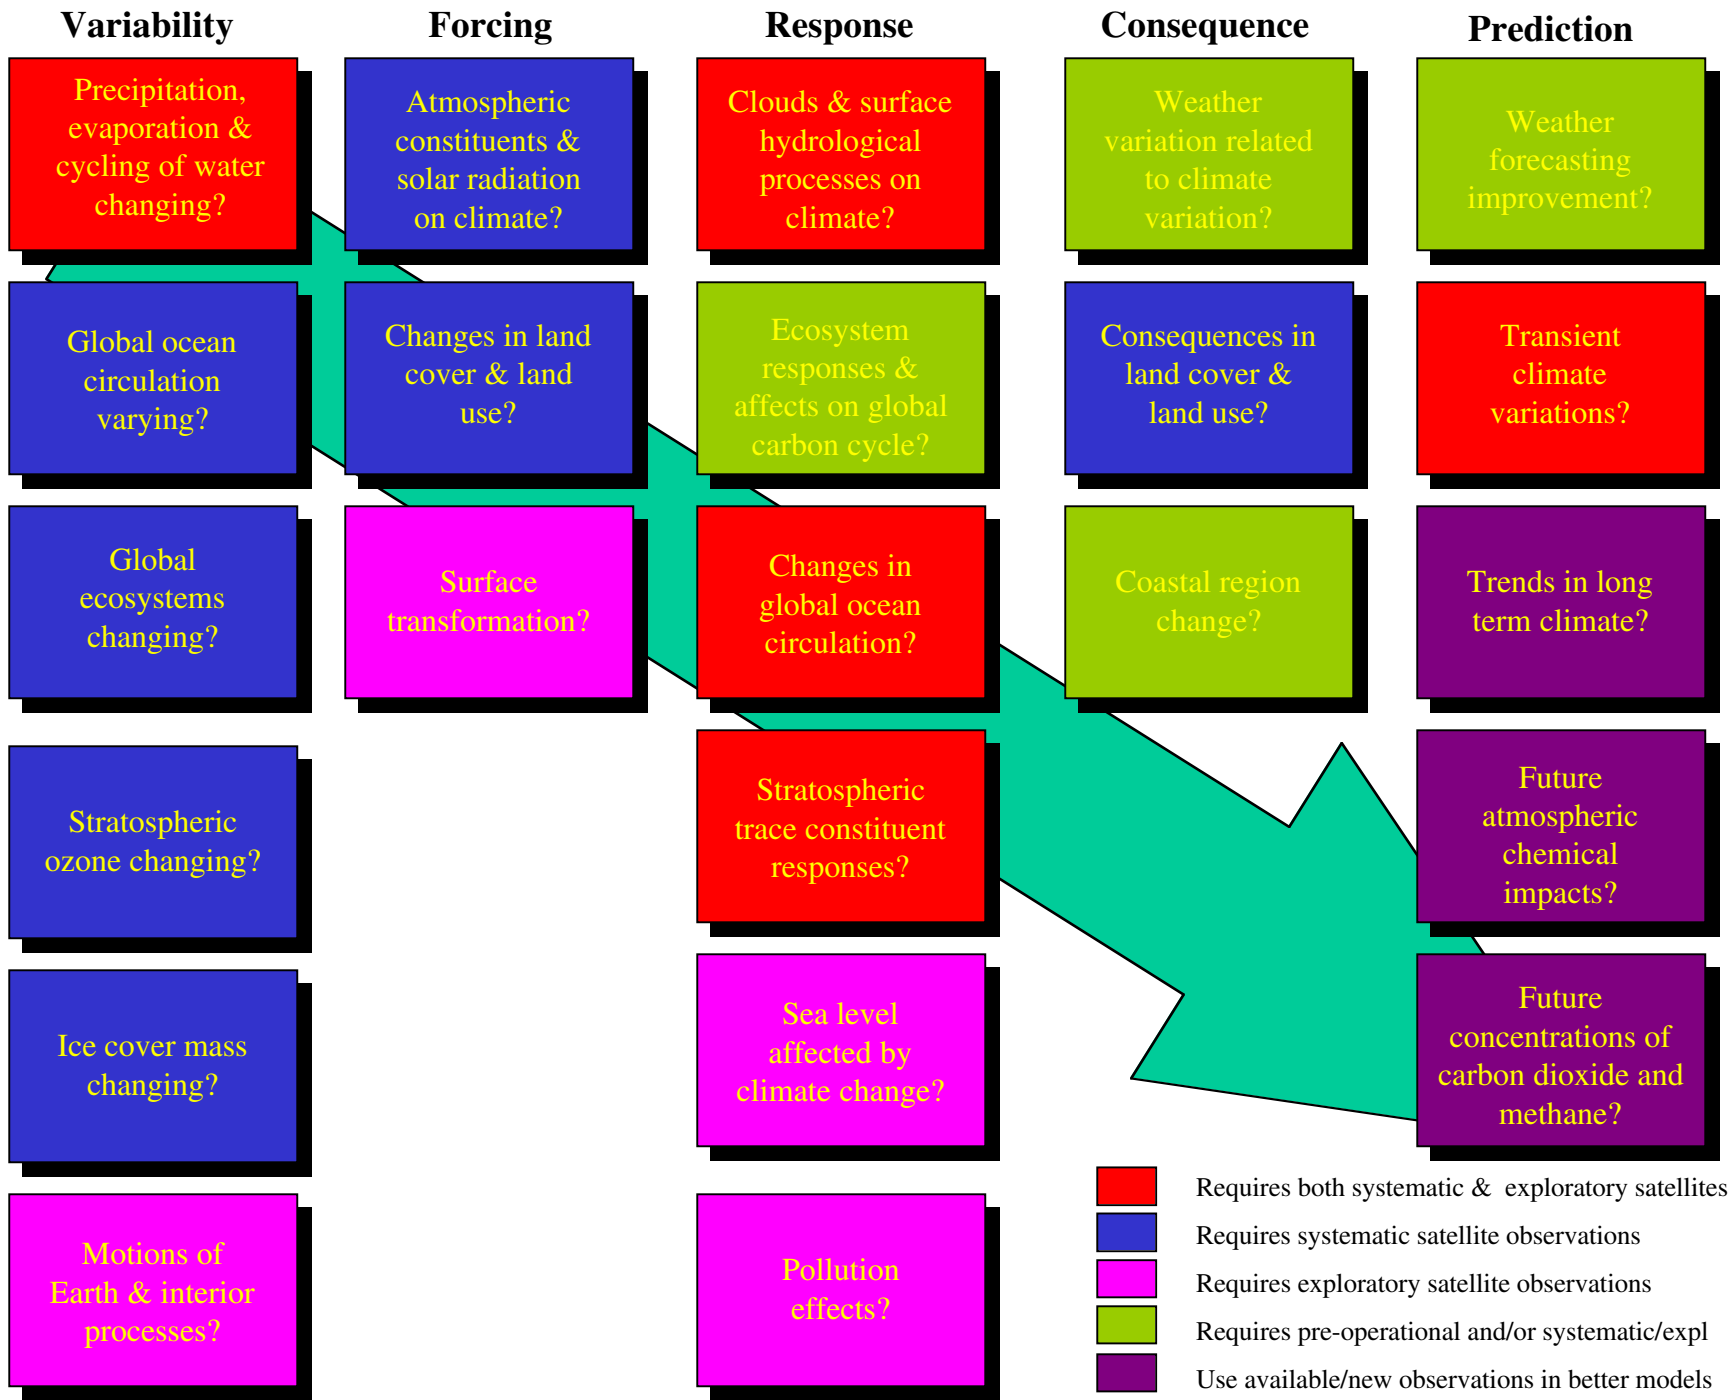 Variability
Precipitation,
evaporation &
cycling of water
changing?
Global ocean
circulation
varying?
Global
ecosystems
changing?
Stratospheric
ozone changing?
Ice cover mass
changing?
Motions of
Earth & interior
processes?
Forcing
Atmospheric
constituents &
solar radiation
on climate?
Changes in land
cover & land
use?
Surface
transformation?
Response
Clouds & surface
hydrological
processes on
climate?
Ecosystem
responses &
affects on global
carbon cycle?
Changes in
global ocean
circulation?
Stratospheric
trace constituent
responses?
Sea level
affected by
climate change?
Pollution
effects?
Consequence
Weather
variation related
to climate
variation?
Consequences in
land cover &
land use?
Coastal region
change?
Prediction
Weather
forecasting
improvement?
Transient
climate
variations?
Trends in long
term climate?
Future
atmospheric
chemical
impacts?
Future
concentrations of
carbon dioxide and
methane?
Requires both systematic & exploratory satellites
Requires systematic satellite observations
Requires exploratory satellite observations
Requires pre-operational and/or systematic/expl
Use available/new observations in better models